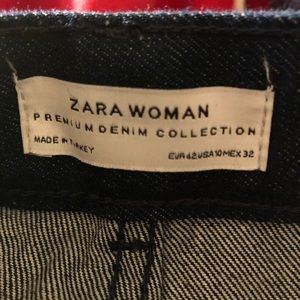 ZARA WOMAN
PREMIUM DENIM COLLECTION
MADE IN TURKEY
EUR 42 USA 10 MEX 32